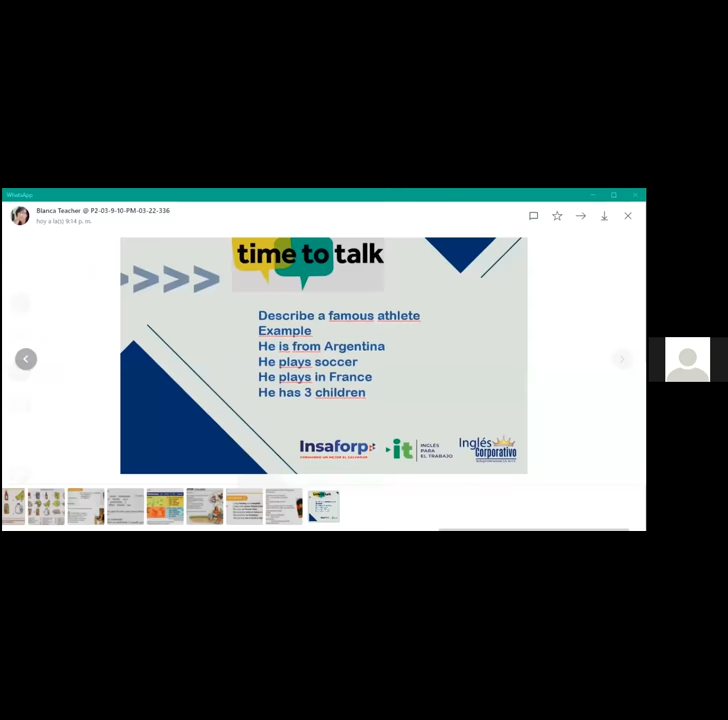 WhatsApp
Blanca Teacher @ P2-03-9-10-PM-03-22-336
hoy a la(s) 9:14 p. m.
time to talk
>>>>
Describe a famous athlete
Example
He is from Argentina
He plays soccer
He plays in France
He has 3 children
Insaforp
it
INGLÉS
PARA
EL TRABAJO
Inglés
Corporativo